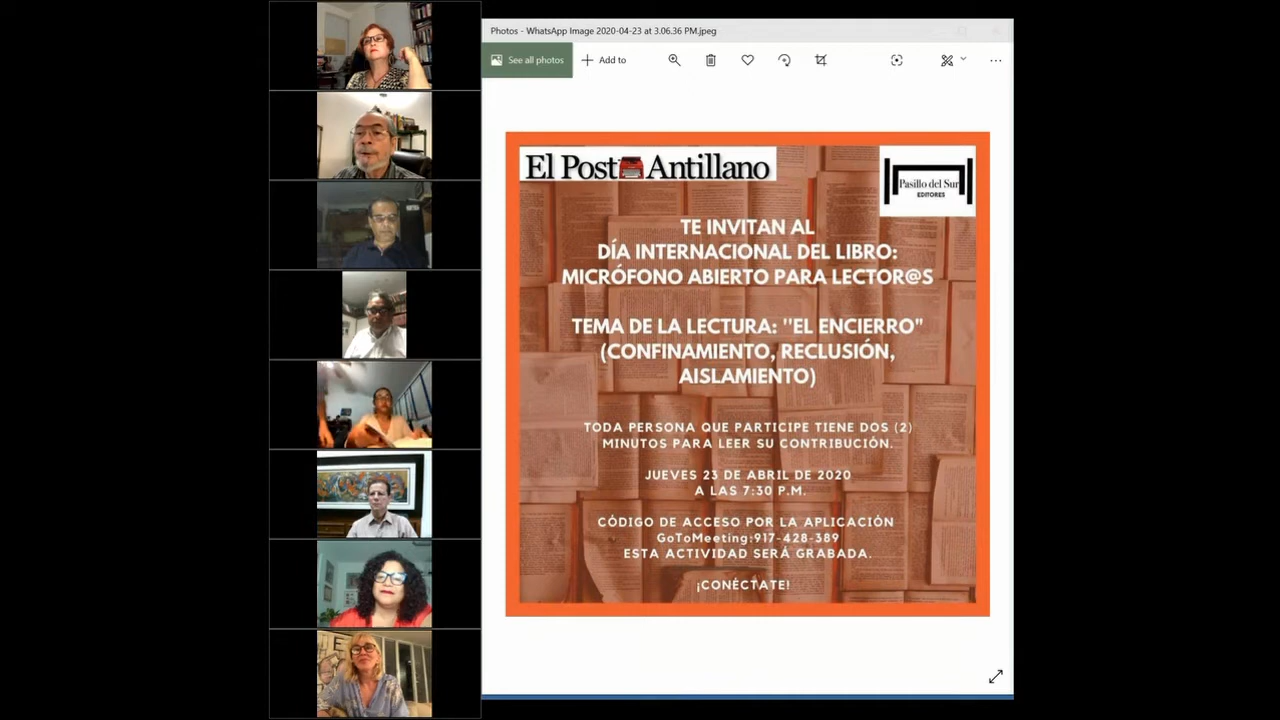 Photos - WhatsApp Image 2020-04-23 at 3.06.36 PM.jpeg
See all photos
Add to
El Post Antillano
Pasillo del Sur
EDITORES
TE INVITAN AL
DÍA INTERNACIONAL DEL LIBRO:
MICRÓFONO ABIERTO PARA LECTOR@S
TEMA DE LA LECTURA: "EL ENCIERRO"
(CONFINAMIENTO, RECLUSIÓN,
AISLAMIENTO)
TODA PERSONA QUE PARTICIPE TIENE DOS (2)
MINUTOS PARA LEER SU CONTRIBUCIÓN.
JUEVES 23 DE ABRIL DE 2020
A LAS 7:30 P.M.
CÓDIGO DE ACCESO POR LA APLICACIÓN
GoToMeeting:917-428-389
ESTA ACTIVIDAD SERÁ GRABADA.
¡CONÉCTATE!